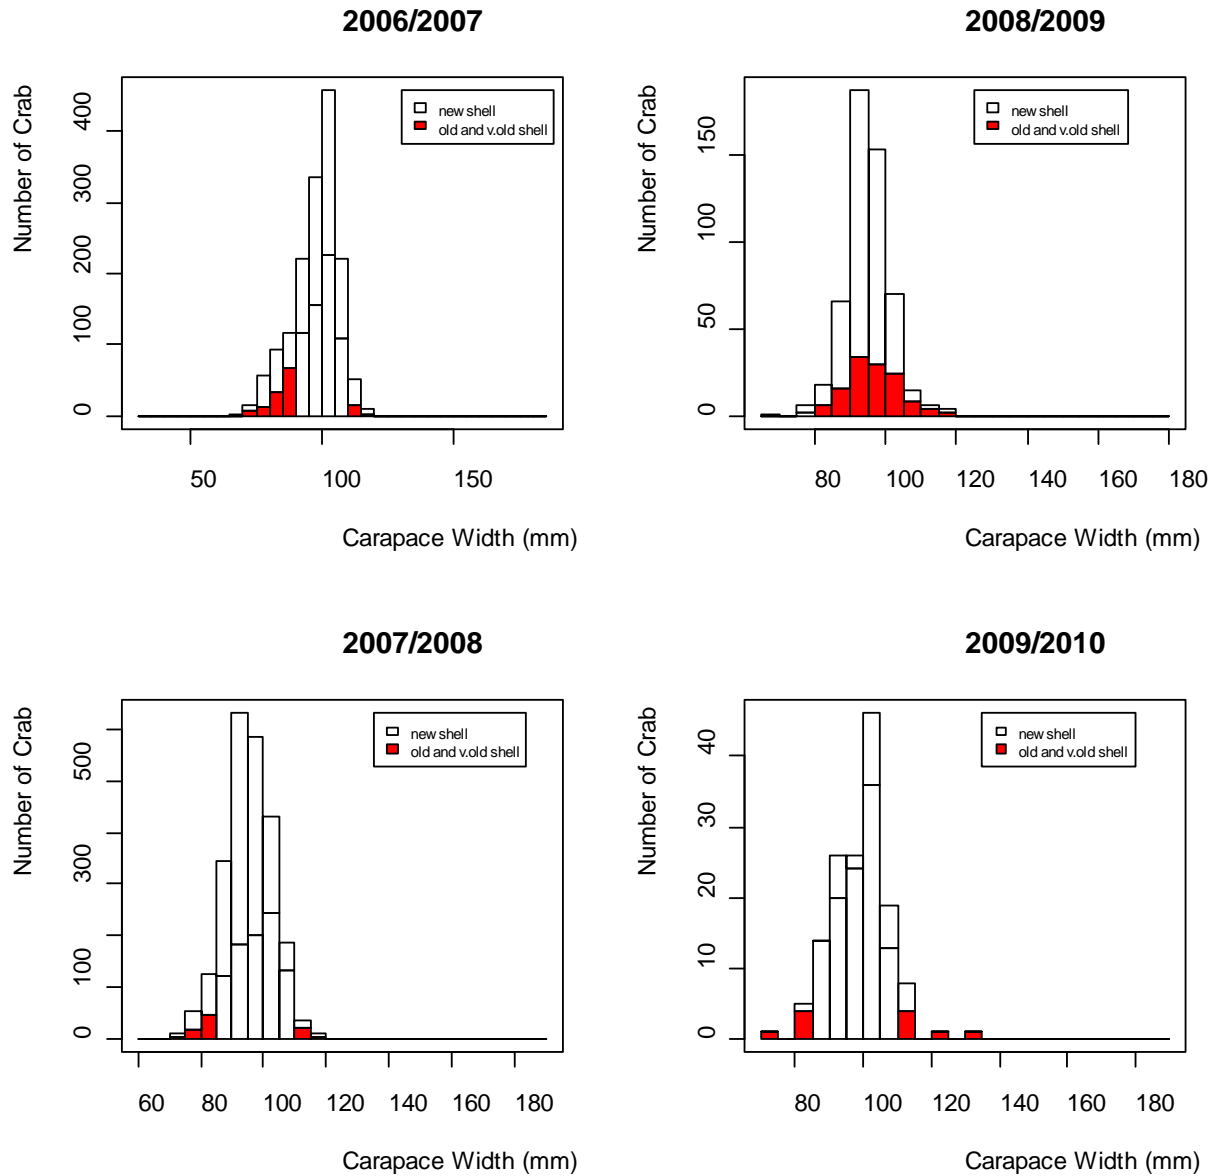 2006/2007
Number of Crab
400
300
200
100
0
new shell
old and v.old shell
50 100 150
Carapace Width (mm)
2008/2009
Number of Crab
150
100
50
0
new shell
old and v.old shell
80 100 120 140 160 180
Carapace Width (mm)
2007/2008
Number of Crab
500
300
100
0
new shell
old and v.old shell
60 80 100 120 140 160 180
Carapace Width (mm)
2009/2010
Number of Crab
40
30
20
10
0
new shell
old and v.old shell
80 100 120 140 160 180
Carapace Width (mm)